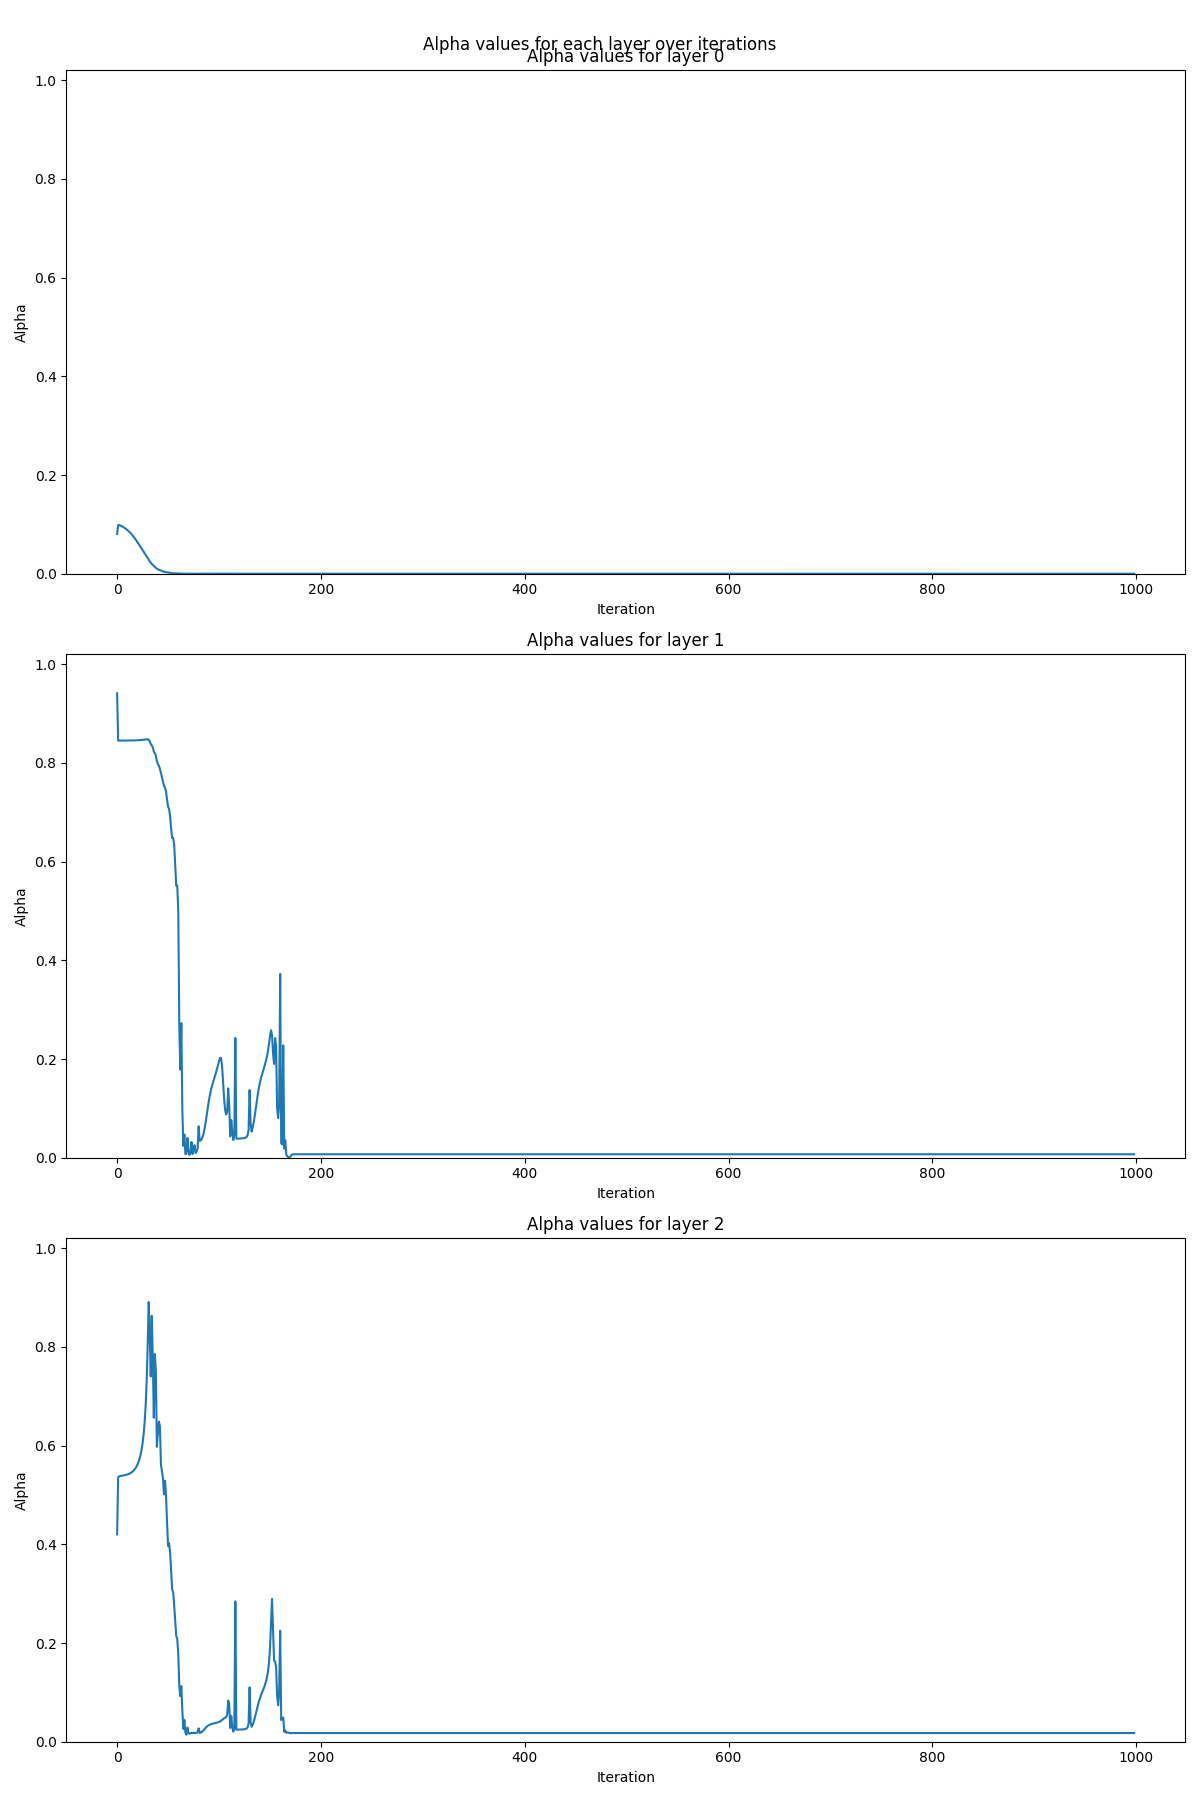 Alpha values for each layer over iterations
Alpha values for layer 0
1.0
0.8
0.6
0.4
0.2
0.0
Alpha
0 200 400 600 800 1000
Iteration
Alpha values for layer 1
1.0
0.8
0.6
0.4
0.2
0.0
Alpha
0 200 400 600 800 1000
Iteration
Alpha values for layer 2
1.0
0.8
0.6
0.4
0.2
0.0
Alpha
0 200 400 600 800 1000
Iteration